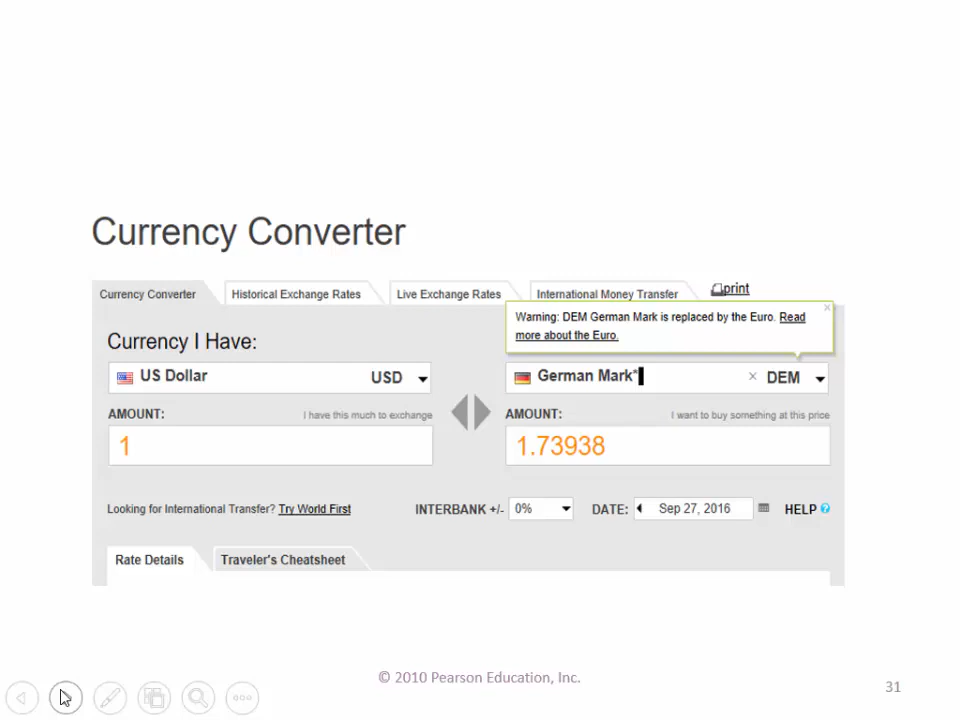 Currency Converter
Currency Converter Historical Exchange Rates Live Exchange Rates International Money Transfer print
Warning: DEM German Mark is replaced by the Euro. Read
more about the Euro.
Currency I Have:
US Dollar USD German Mark* DEM
AMOUNT: I have this much to exchange AMOUNT: I want to buy something at this price
1 1.73938
Looking for International Transfer? Try World First INTERBANK +/- 0% DATE: Sep 27, 2016 HELP ?
Rate Details Traveler's Cheatsheet
© 2010 Pearson Education, Inc.
31